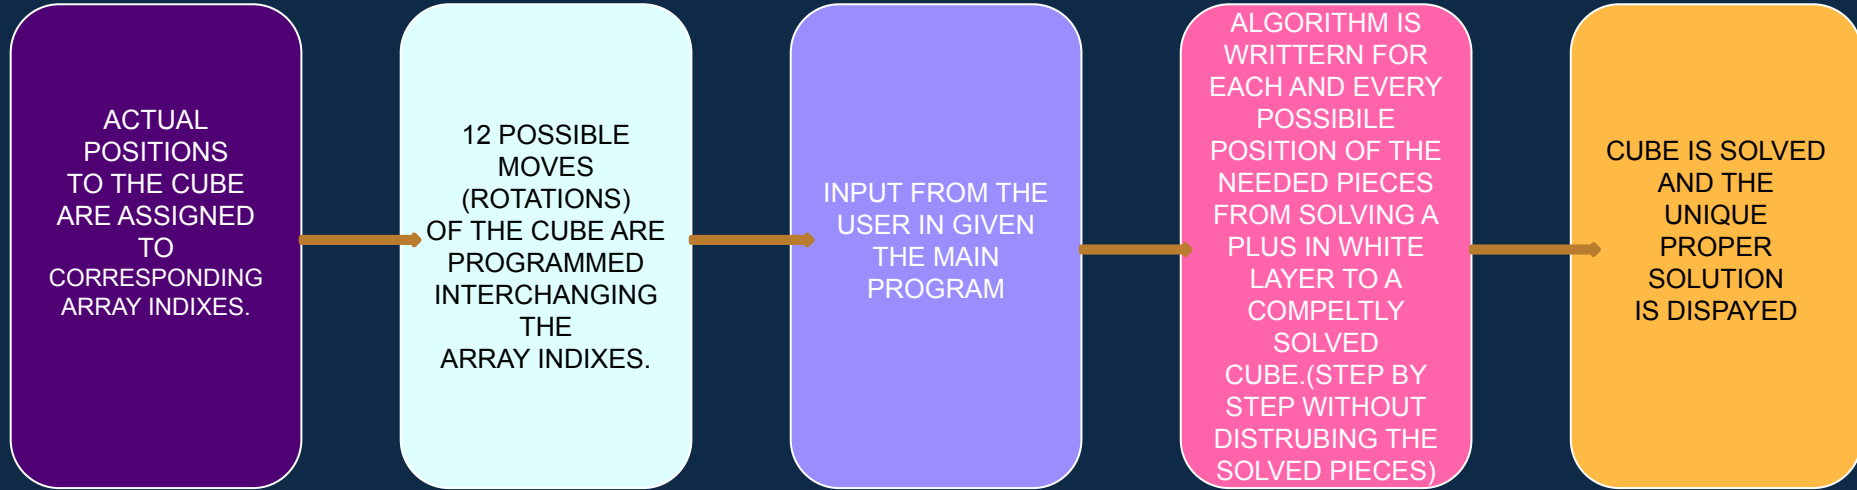 ACTUAL
POSITIONS
TO THE CUBE
ARE ASSIGNED
TO
CORRESPONDING
ARRAY INDIXES.
12 POSSIBLE
MOVES
(ROTATIONS)
OF THE CUBE ARE
PROGRAMMED
INTERCHANGING
THE
ARRAY INDIXES.
INPUT FROM THE
USER IN GIVEN
THE MAIN
PROGRAM
ALGORITHM IS
WRITTERN FOR
EACH AND EVERY
POSSIBILE
POSITION OF THE
NEEDED PIECES
FROM SOLVING A
PLUS IN WHITE
LAYER TO A
COMPELTLY
SOLVED
CUBE.(STEP BY
STEP WITHOUT
DISTRUBING THE
SOLVED PIECES)
CUBE IS SOLVED
AND THE
UNIQUE
PROPER
SOLUTION
IS DISPAYED